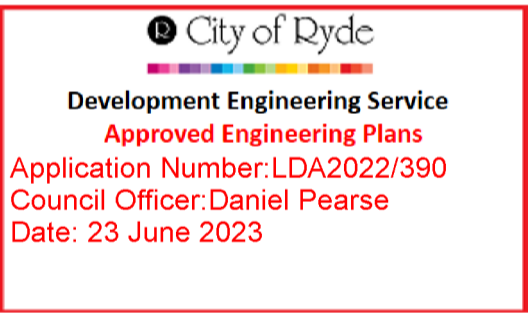 R City of Ryde
Development Engineering Service
Approved Engineering Plans
Application Number:LDA2022/390
Council Officer:Daniel Pearse
Date: 23 June 2023